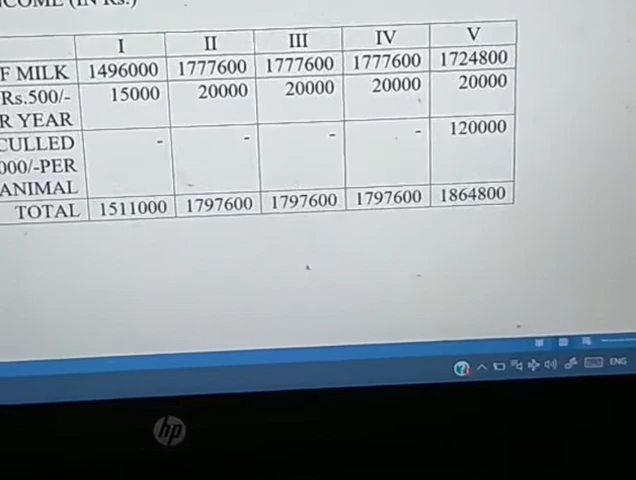 COME (IN Rs.)
I II III IV V
F MILK 1496000 1777600 1777600 1777600 1724800
Rs.500/- 15000 20000 20000 20000 20000
R YEAR
CULLED - - - - 120000
000/-PER
ANIMAL
TOTAL 1511000 1797600 1797600 1797600 1864800
ENG
hp